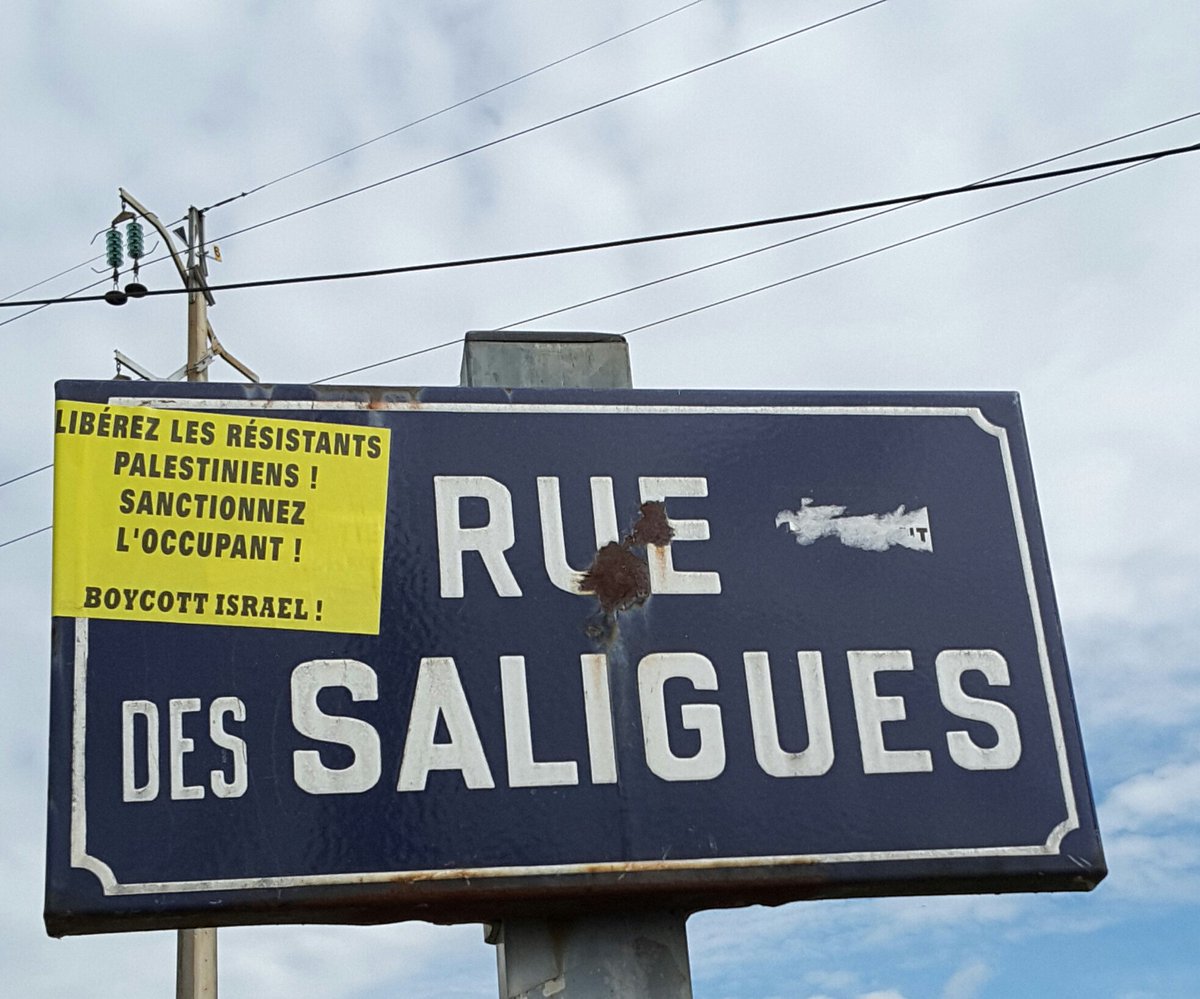 LIBÉREZ LES RÉSISTANTS
PALESTINIENS !
SANCTIONNEZ
L'OCCUPANT !
BOYCOTT ISRAEL !
RUE
DES SALIGUES